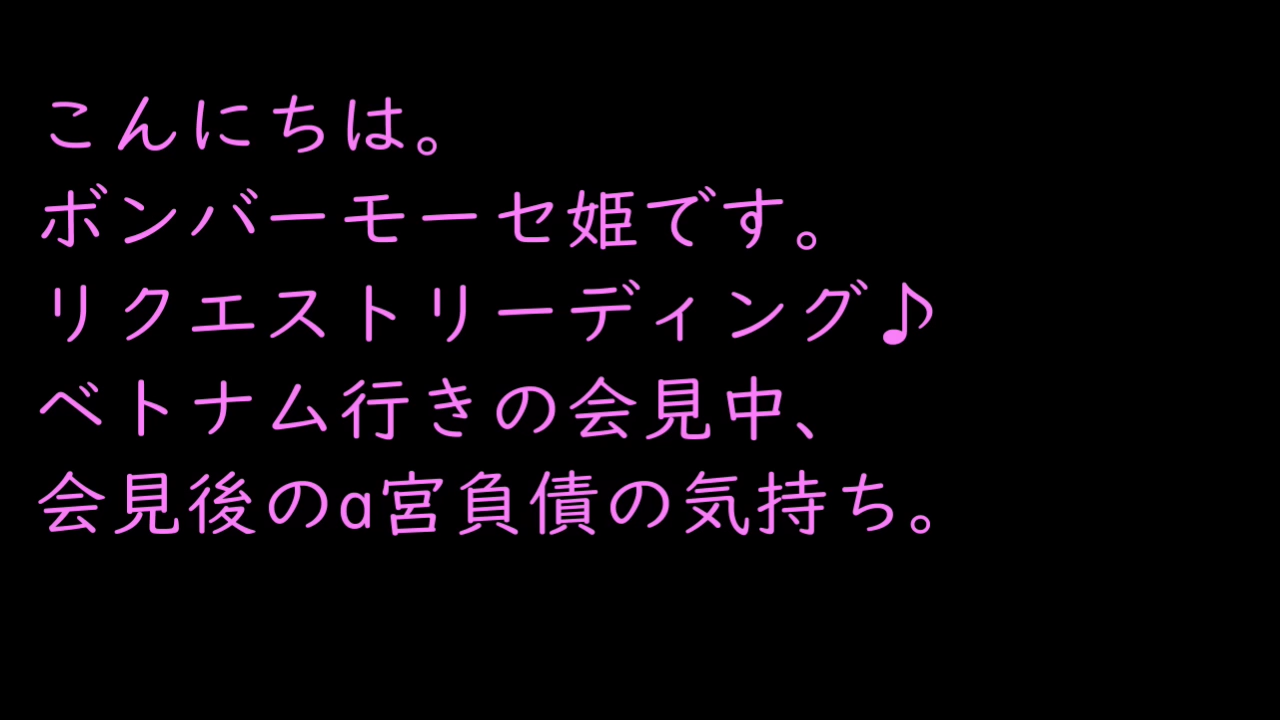 こんにちは。
ボンバーモーセ姫です。
リクエストリーディング♪
ベトナム行きの会見中、
会見後のα宮負債の気持ち。